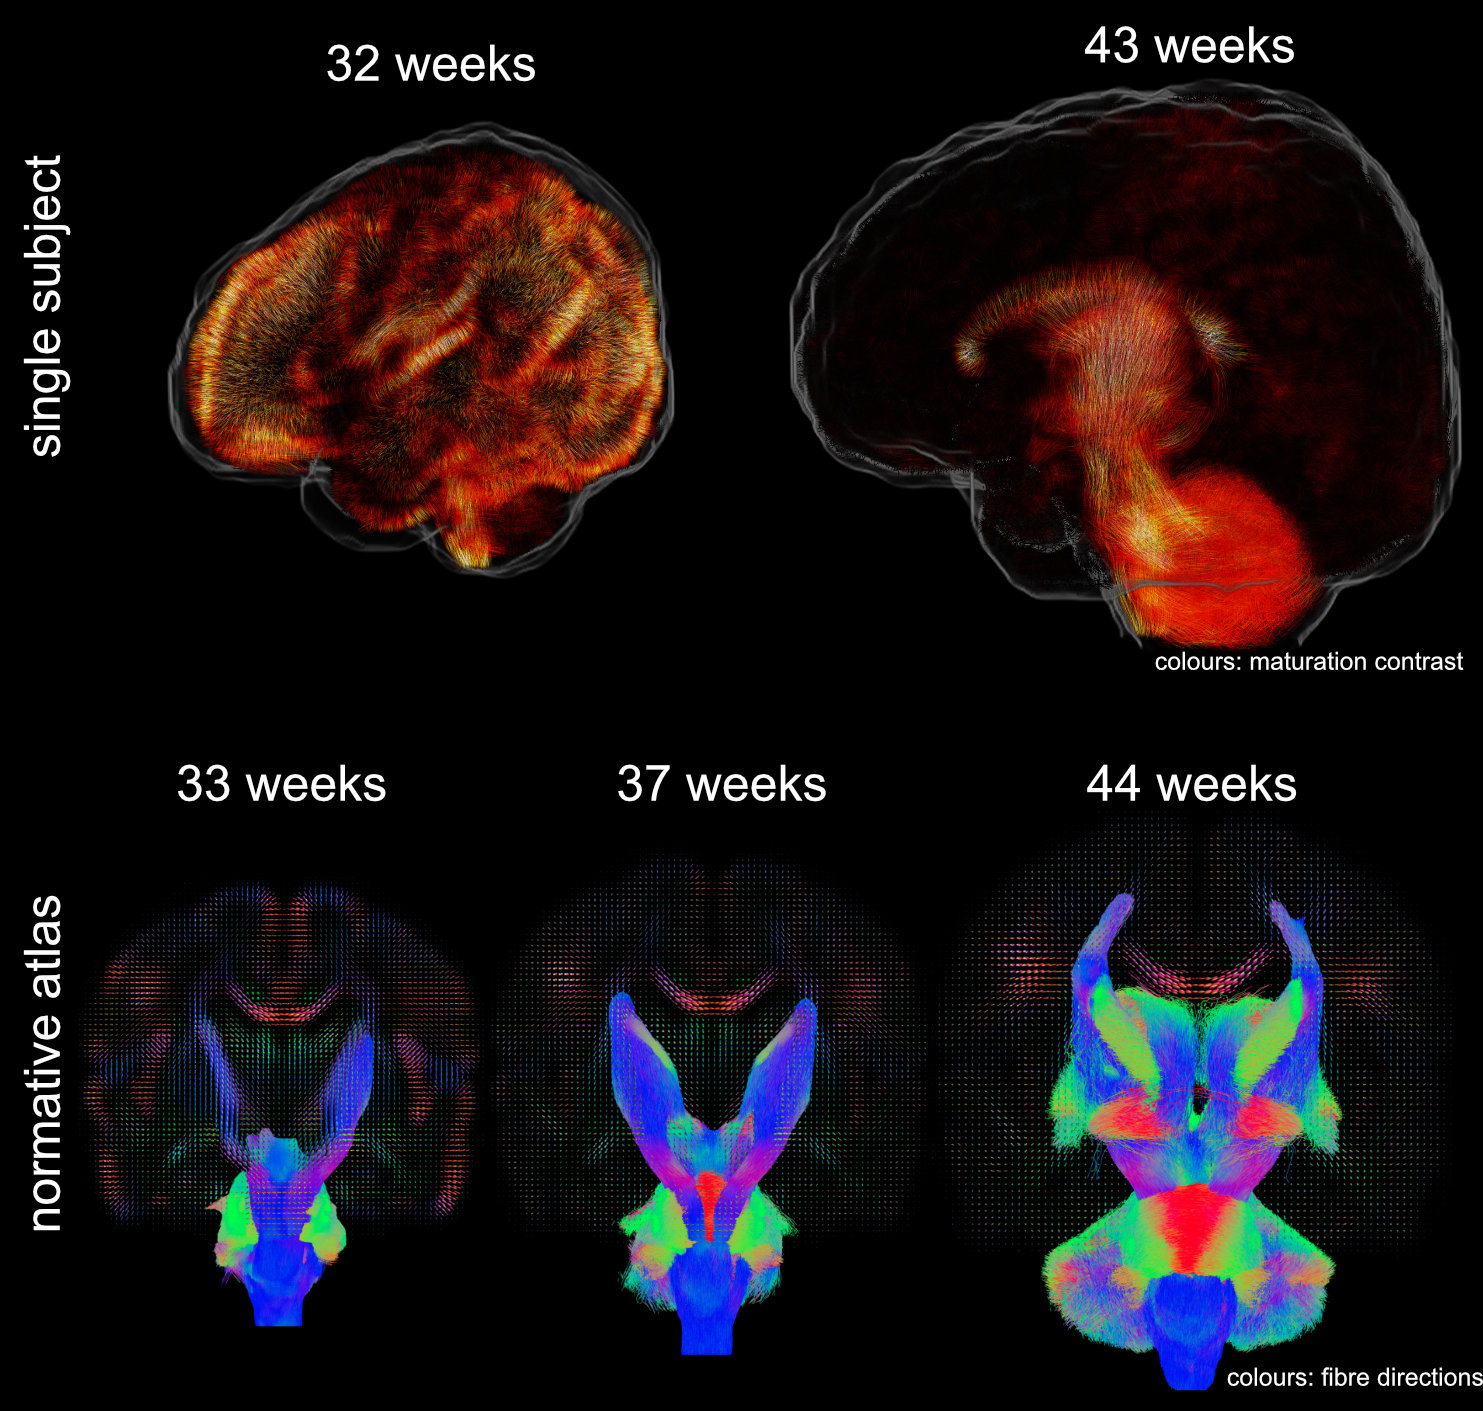 32 weeks
43 weeks
single subject
colours: maturation contrast
33 weeks
37 weeks
44 weeks
normative atlas
colours: fibre directions